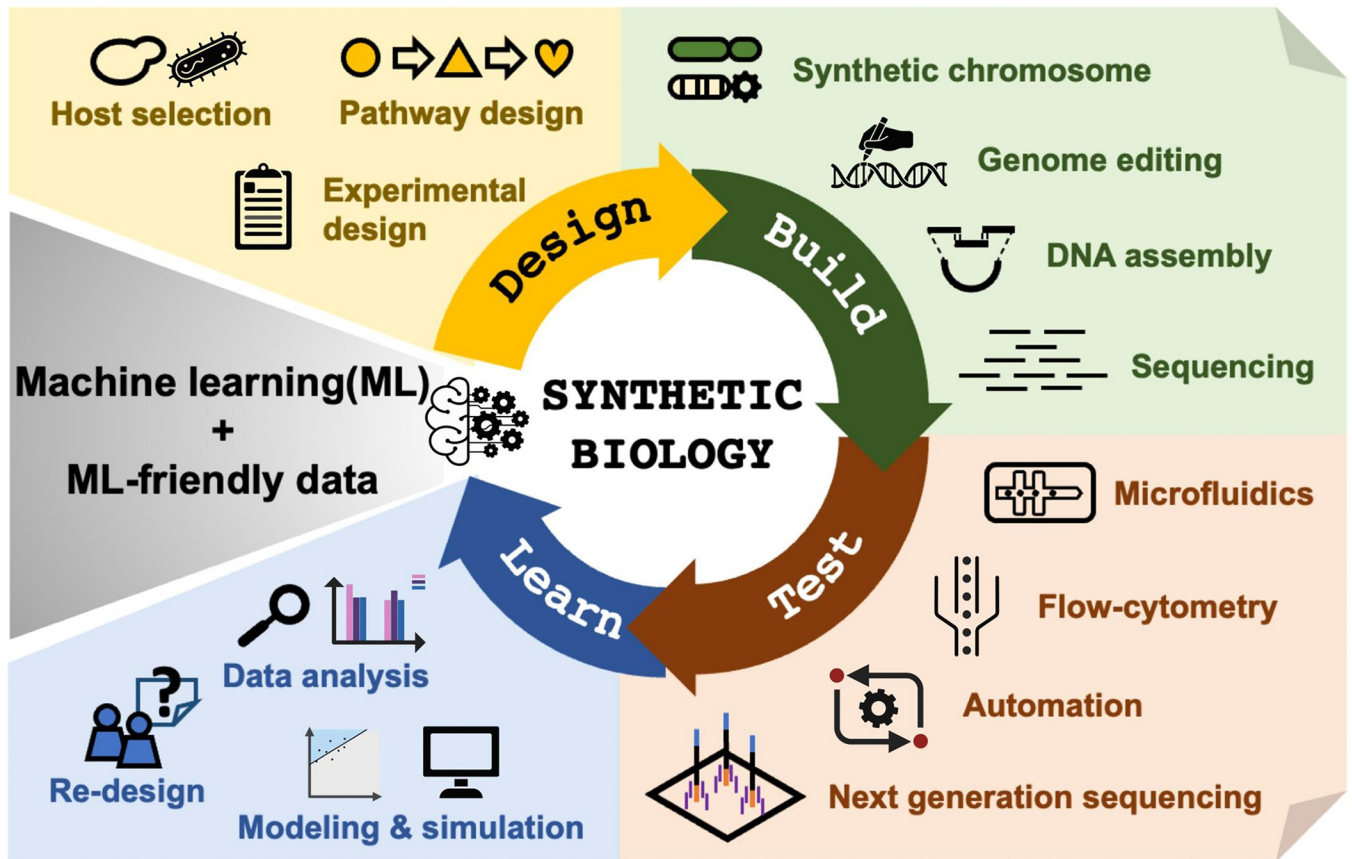 Host selection
Pathway design
Experimental
design
Synthetic chromosome
Genome editing
DNA assembly
Sequencing
Design
Build
Test
Learn
SYNTHETIC
BIOLOGY
Machine learning(ML)
+
ML-friendly data
Microfluidics
Flow-cytometry
Automation
Next generation sequencing
Data analysis
?
Re-design
Modeling & simulation